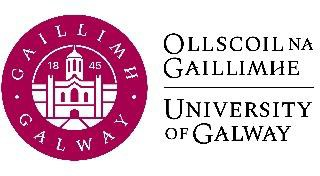 · GAILLIMH ·
18 45
GALWAY
OLLSCOIL NA
GAILLIMHE
UNIVERSITY
OF GALWAY